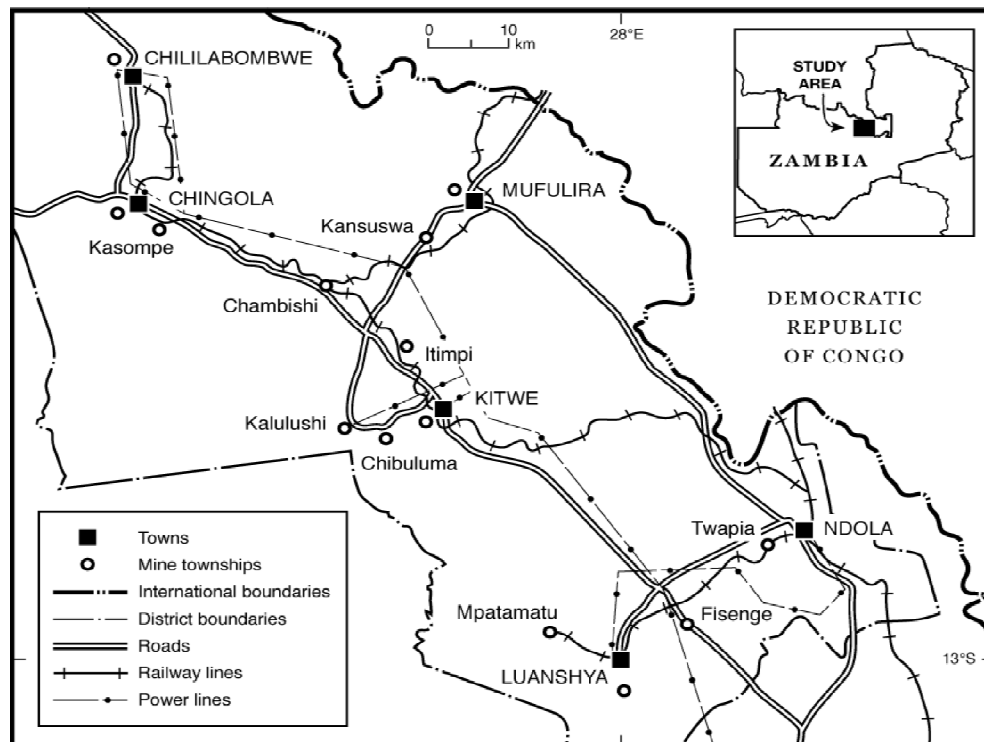 0 10
km
28°E
CHILILABOMBWE
STUDY
AREA
ZAMBIA
CHINGOLA
MUFULIRA
Kansuswa
Kasompe
Chambishi
DEMOCRATIC
REPUBLIC
OF CONGO
Itimpi
KITWE
Kalulushi
Chibuluma
Twapia
NDOLA
Mpatamatu
Fisenge
LUANSHYA
13°S
Towns
Mine townships
International boundaries
District boundaries
Roads
Railway lines
Power lines